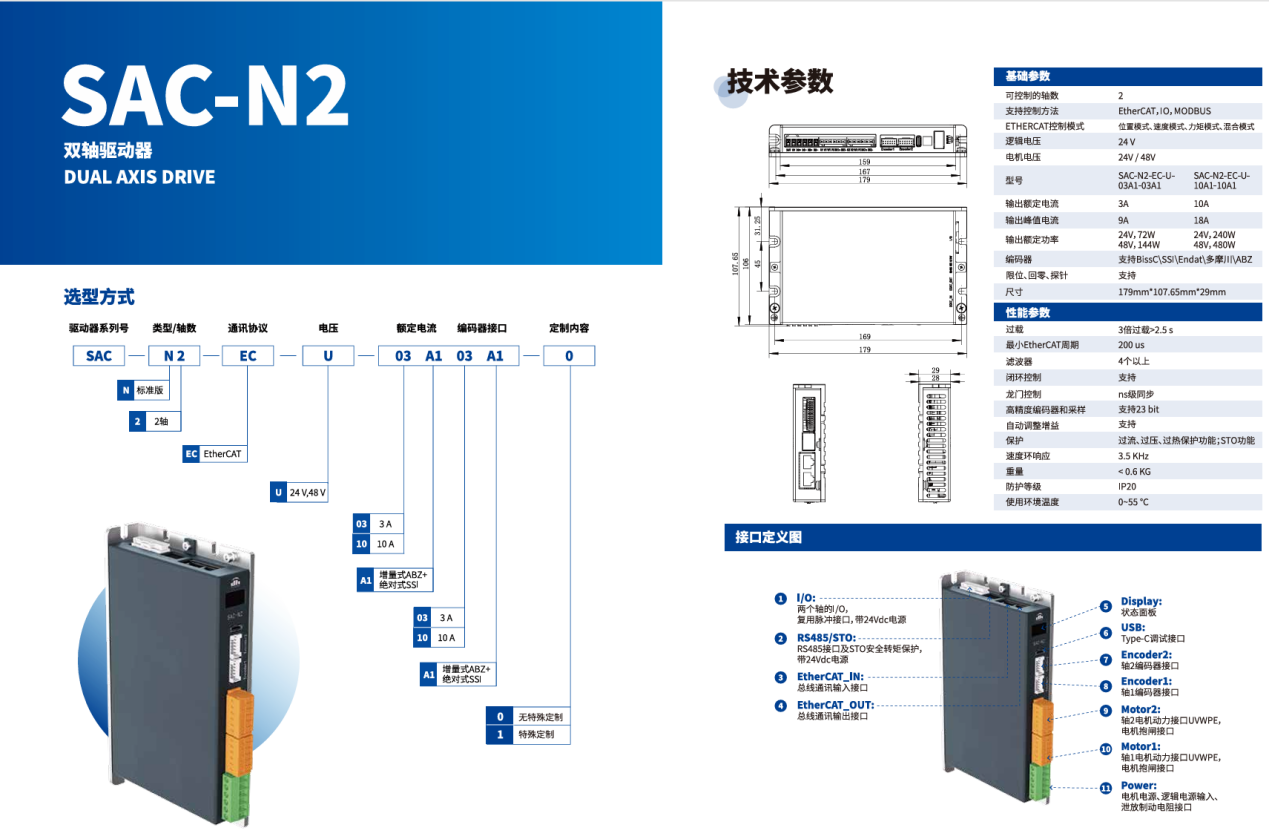 SAC-N2
双轴驱动器
DUAL AXIS DRIVE
选型方式
驱动器系列号 类型/轴数 通讯协议 电压 额定电流 编码器接口 定制内容
SAC N2 EC U 03 A1 03 A1 0
N 标准版
2 2轴
EC EtherCAT
U 24 V,48 V
03 3 A
10 10 A
A1 增量式ABZ+
绝对式SSI
03 3 A
10 10 A
A1 增量式ABZ+
绝对式SSI
0 无特殊定制
1 特殊定制
SAC-N2
技术参数
159
167
179
31.25
45
106
107.65
169
179
29
28
基础参数
可控制的轴数 2
支持控制方法 EtherCAT, IO, MODBUS
ETHERCAT控制模式 位置模式、速度模式、力矩模式、混合模式
逻辑电压 24 V
电机电压 24V / 48V
型号 SAC-N2-EC-U-03A1-03A1 SAC-N2-EC-U-10A1-10A1
输出额定电流 3A 10A
输出峰值电流 9A 18A
输出额定功率 24V, 72W 24V, 240W
48V, 144W 48V, 480W
编码器 支持BissC\SSI\Endat\多摩川\ABZ
限位、回零、探针 支持
尺寸 179mm*107.65mm*29mm
性能参数
过载 3倍过载>2.5 s
最小EtherCAT周期 200 us
滤波器 4个以上
闭环控制 支持
龙门控制 ns级同步
高精度编码器和采样 支持23 bit
自动调整增益 支持
保护 过流、过压、过热保护功能；STO功能
速度环响应 3.5 KHz
重量 < 0.6 KG
防护等级 IP20
使用环境温度 0~55 ℃
接口定义图
1 I/O:
两个轴的I/O,
复用脉冲接口, 带24Vdc电源
2 RS485/STO:
RS485接口及STO安全转矩保护,
带24Vdc电源
3 EtherCAT_IN:
总线通讯输入接口
4 EtherCAT_OUT:
总线通讯输出接口
5 Display:
状态面板
6 USB:
Type-C调试接口
7 Encoder2:
轴2编码器接口
8 Encoder1:
轴1编码器接口
9 Motor2:
轴2电机动力接口UVWPE,
电机抱闸接口
10 Motor1:
轴1电机动力接口UVWPE,
电机抱闸接口
11 Power:
电机电源、逻辑电源输入、
泄放制动电阻接口